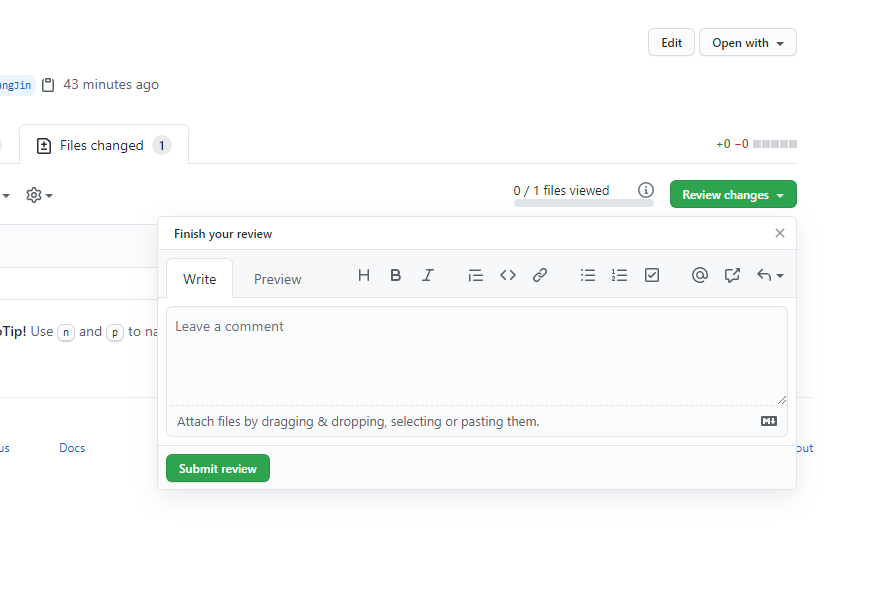 Edit
Open with
angJin
43 minutes ago
Files changed 1
+0 −0
0 / 1 files viewed
Review changes
Finish your review
Write
Preview
H B I
Leave a comment
oTip! Use n and p to na
Attach files by dragging & dropping, selecting or pasting them.
us
Docs
out
Submit review